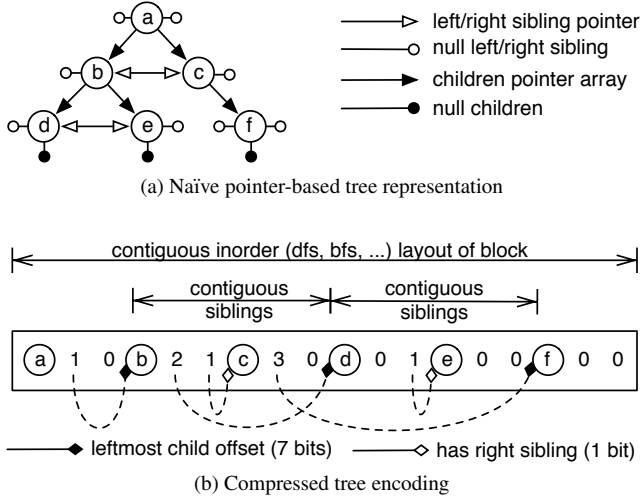 a
left/right sibling pointer
null left/right sibling
b c
children pointer array
null children
d e f
(a) Naïve pointer-based tree representation
contiguous inorder (dfs, bfs, ...) layout of block
contiguous siblings contiguous siblings
a 1 0 b 2 1 c 3 0 d 0 1 e 0 0 f 0 0
leftmost child offset (7 bits) has right sibling (1 bit)
(b) Compressed tree encoding